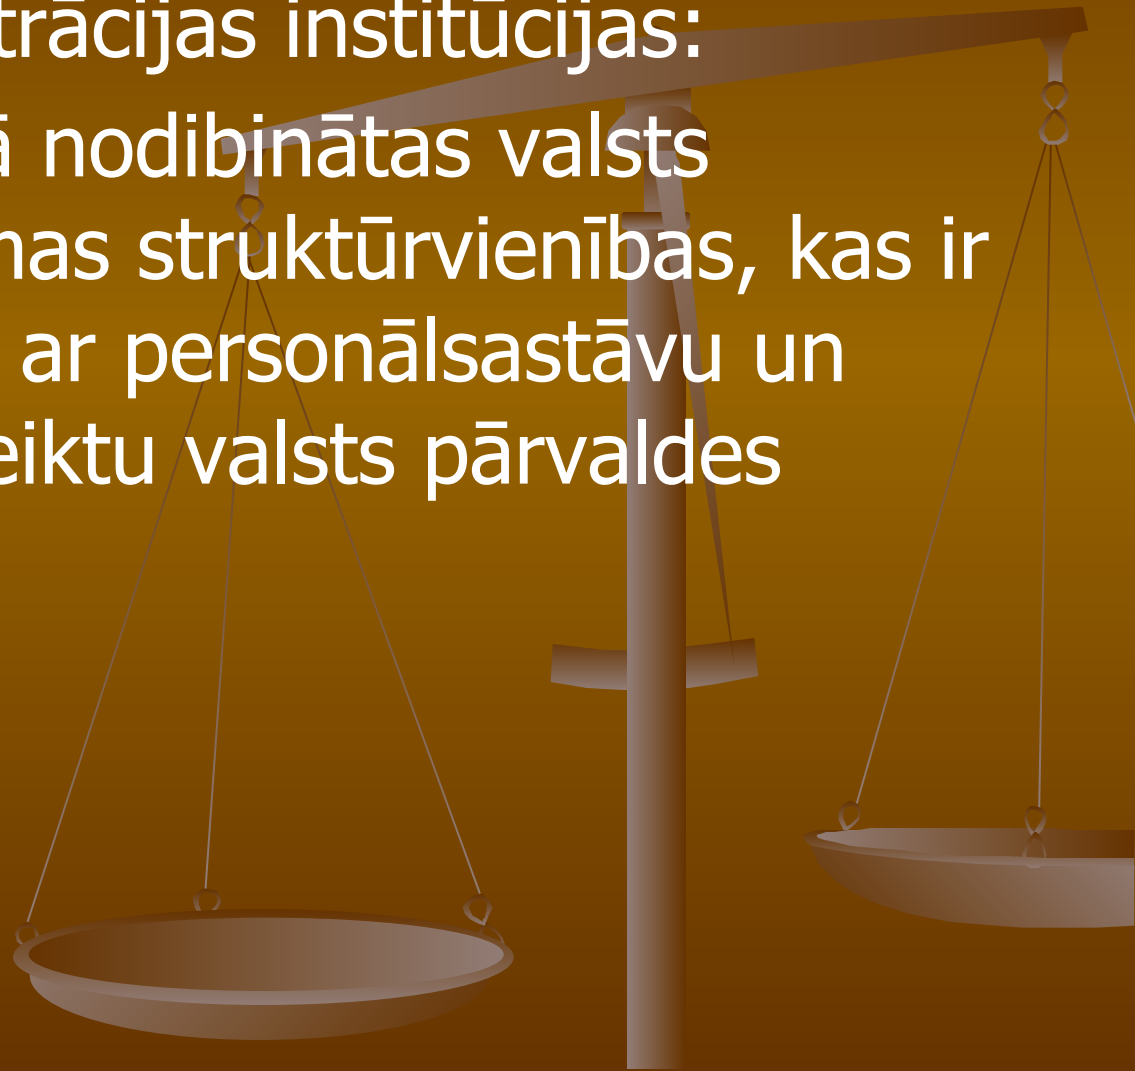 trācijas institūcijas:
ā nodibinātas valsts
nas struktūrvienības, kas ir
ar personālsastāvu un
eiktu valsts pārvaldes